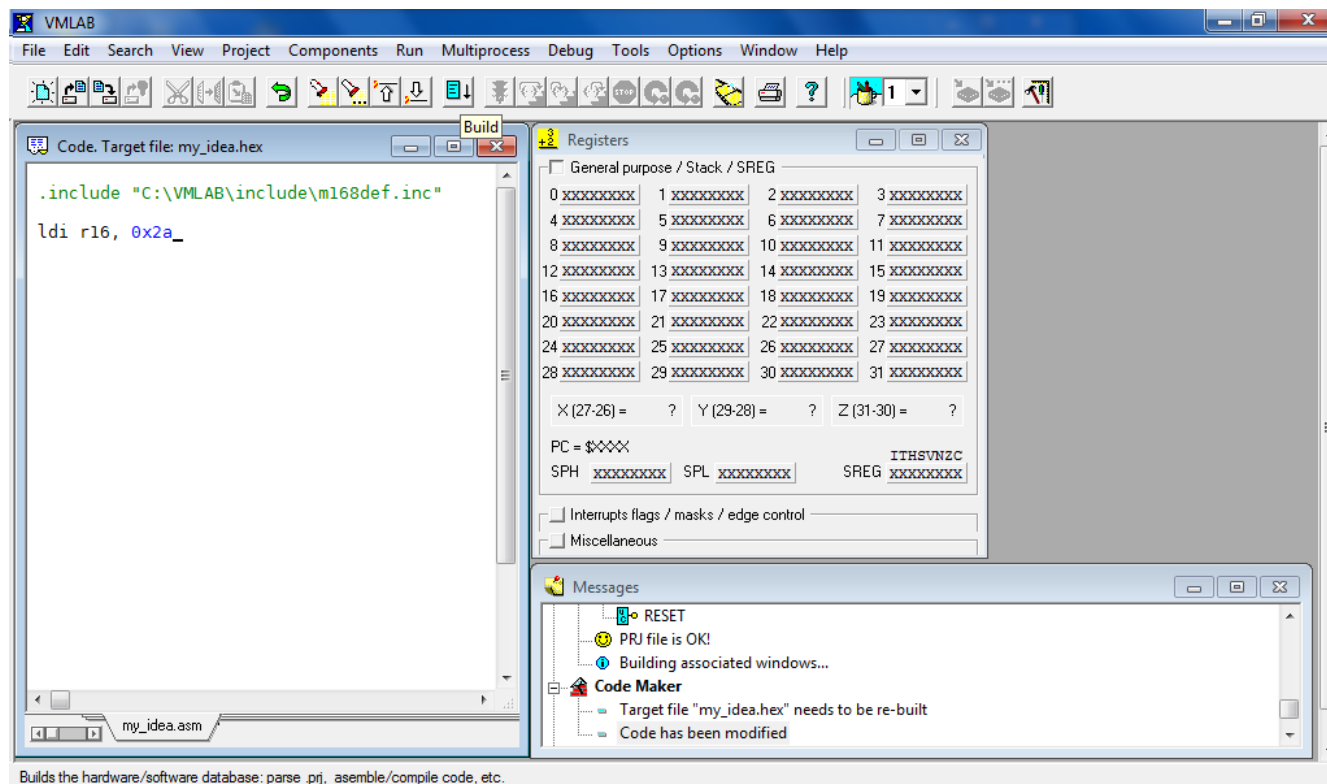 VMLAB
File Edit Search View Project Components Run Multiprocess Debug Tools Options Window Help
STOP
? 1
Build
Code. Target file: my_idea.hex
.include "C:\VMLAB\include\m168def.inc"
ldi r16, 0x2a_
my_idea.asm
Registers
General purpose / Stack / SREG
0 XXXXXXXX 1 XXXXXXXX 2 XXXXXXXX 3 XXXXXXXX
4 XXXXXXXX 5 XXXXXXXX 6 XXXXXXXX 7 XXXXXXXX
8 XXXXXXXX 9 XXXXXXXX 10 XXXXXXXX 11 XXXXXXXX
12 XXXXXXXX 13 XXXXXXXX 14 XXXXXXXX 15 XXXXXXXX
16 XXXXXXXX 17 XXXXXXXX 18 XXXXXXXX 19 XXXXXXXX
20 XXXXXXXX 21 XXXXXXXX 22 XXXXXXXX 23 XXXXXXXX
24 XXXXXXXX 25 XXXXXXXX 26 XXXXXXXX 27 XXXXXXXX
28 XXXXXXXX 29 XXXXXXXX 30 XXXXXXXX 31 XXXXXXXX
X (27-26) = ? Y (29-28) = ? Z (31-30) = ?
PC = $XXXX
ITHSVNZC
SPH XXXXXXXX SPL XXXXXXXX SREG XXXXXXXX
Interrupts flags / masks / edge control
Miscellaneous
Messages
RESET
PRJ file is OK!
Building associated windows...
Code Maker
Target file "my_idea.hex" needs to be re-built
Code has been modified
Builds the hardware/software database: parse .prj, asemble/compile code, etc.